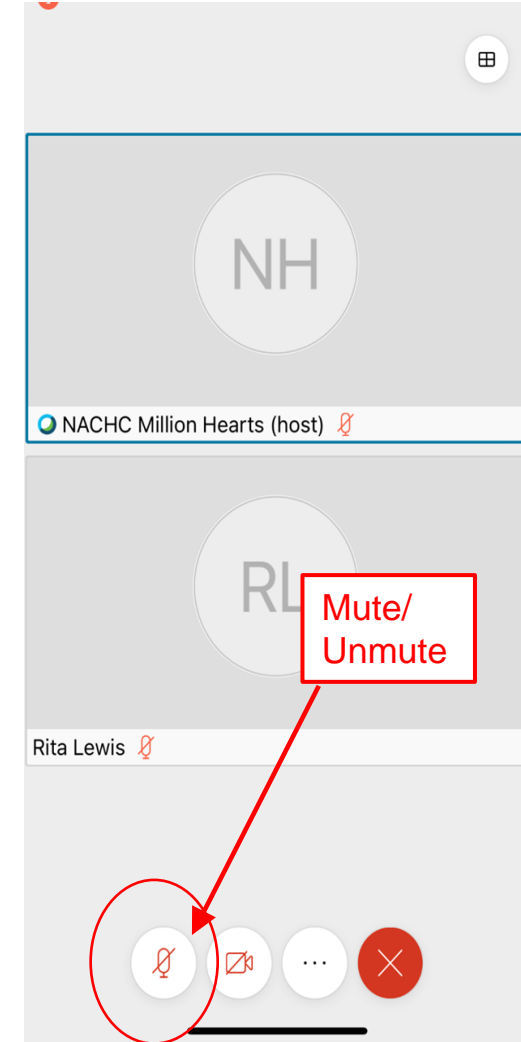 NH
NACHC Million Hearts (host)
RL
Mute/
Unmute
Rita Lewis